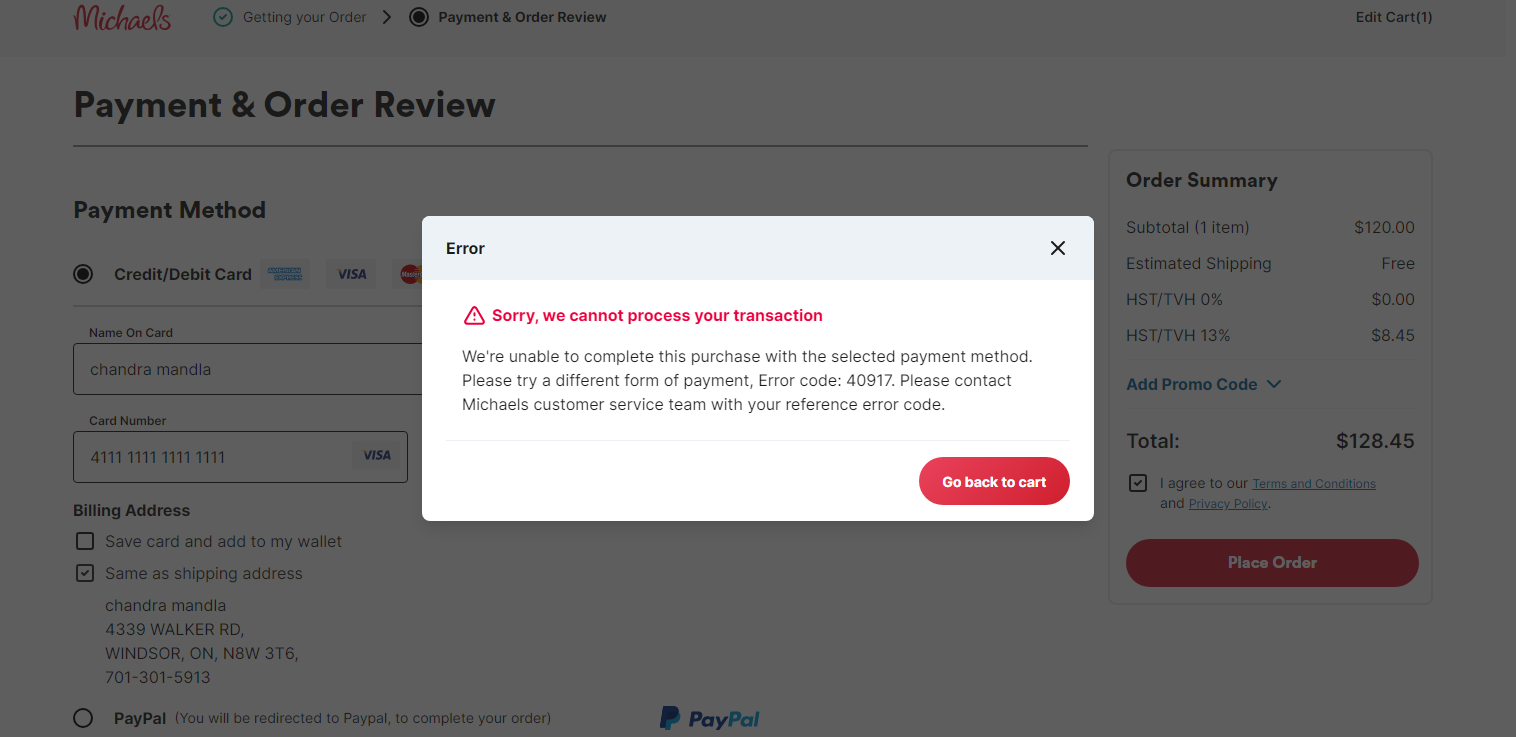 Michaels
Getting your Order
Payment & Order Review
Edit Cart(1)
Payment & Order Review
Payment Method
Credit/Debit Card
AMERICAN EXPRESS
VISA
Name On Card
chandra mandla
Card Number
4111 1111 1111 1111
VISA
Billing Address
Save card and add to my wallet
Same as shipping address
chandra mandla
4339 WALKER RD,
WINDSOR, ON, N8W 3T6,
701-301-5913
PayPal (You will be redirected to Paypal, to complete your order)
PayPal
Error
Sorry, we cannot process your transaction
We're unable to complete this purchase with the selected payment method.
Please try a different form of payment, Error code: 40917. Please contact
Michaels customer service team with your reference error code.
Go back to cart
Order Summary
Subtotal (1 item) $120.00
Estimated Shipping Free
HST/TVH 0% $0.00
HST/TVH 13% $8.45
Add Promo Code
Total: $128.45
I agree to our Terms and Conditions
and Privacy Policy.
Place Order